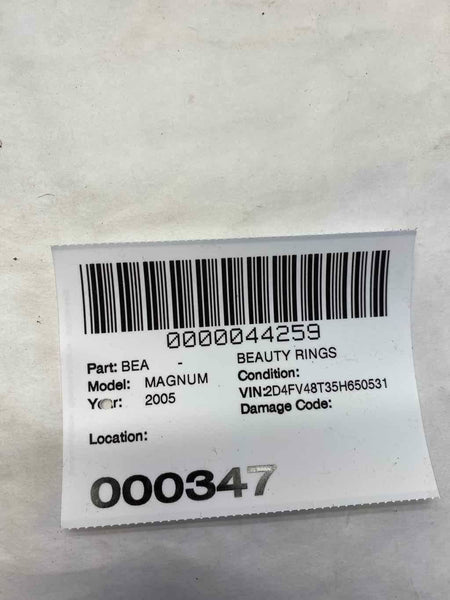 0000044259
Part: BEA - BEAUTY RINGS
Condition:
Model: MAGNUM
VIN:2D4FV48T35H650531
Year: 2005
Damage Code:
Location:
000347